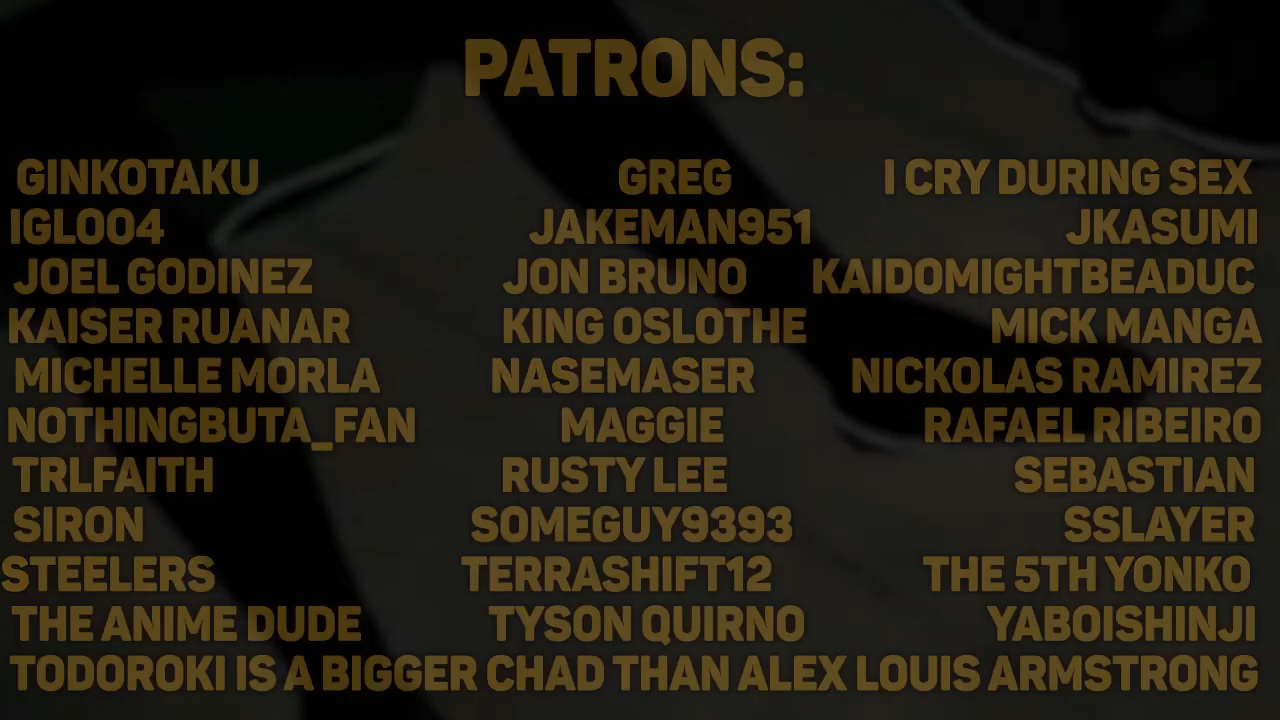 PATRONS:
GINKOTAKU GREG I CRY DURING SEX
IGLOO4 JAKEMAN951 JKASUMI
JOEL GODINEZ JON BRUNO KAIDOMIGHTBEADUC
KAISER RUANAR KING OSLOTHE MICK MANGA
MICHELLE MORLA NASEMASER NICKOLAS RAMIREZ
NOTHINGBUTA_FAN MAGGIE RAFAEL RIBEIRO
TRLFAITH RUSTY LEE SEBASTIAN
SIRON SOMEGUY9393 SSLAYER
STEELERS TERRASHIFT12 THE 5TH YONKO
THE ANIME DUDE TYSON QUIRNO YABOISHINJI
TODOROKI IS A BIGGER CHAD THAN ALEX LOUIS ARMSTRONG